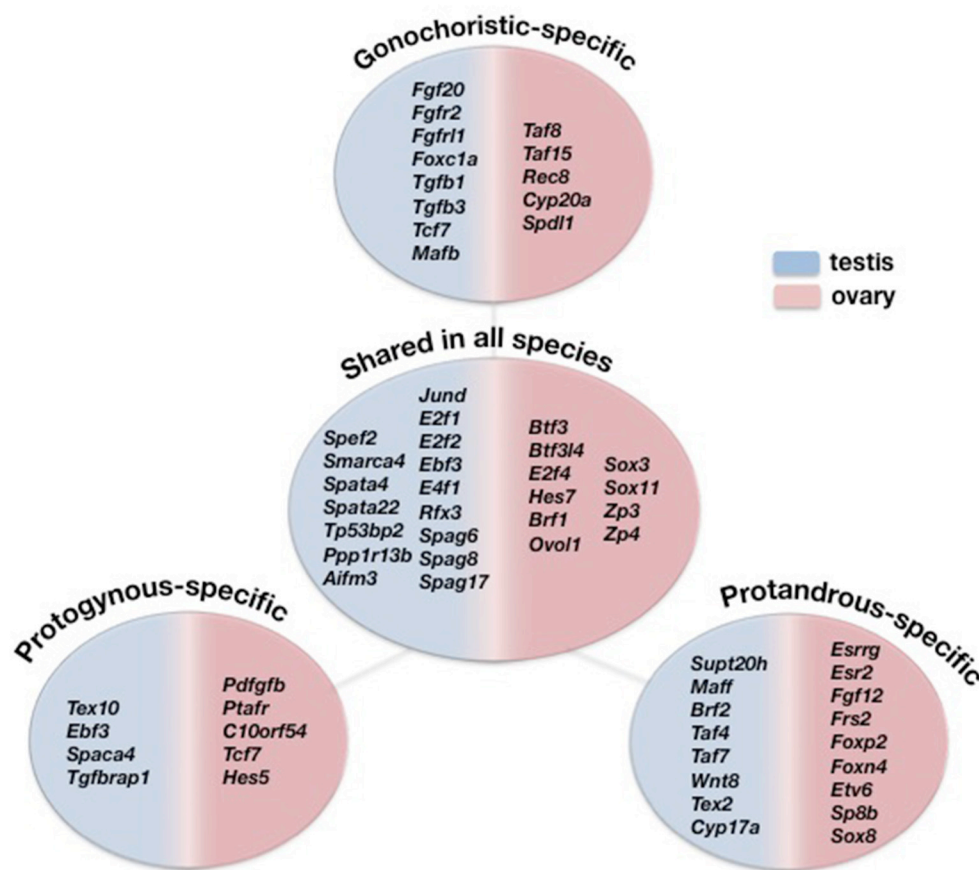 Gonochoristic-specific
Fgf20
Fgfr2
Fgfrl1
Foxc1a
Tgfb1
Tgfb3
Tcf7
Mafb
Taf8
Taf15
Rec8
Cyp20a
Spdl1
testis
ovary
Shared in all species
Spef2
Smarca4
Spata4
Spata22
Tp53bp2
Ppp1r13b
Aifm3
Jund
E2f1
E2f2
Ebf3
E4f1
Rfx3
Spag6
Spag8
Spag17
Btf3
Btf3l4
E2f4
Hes7
Brf1
Ovol1
Sox3
Sox11
Zp3
Zp4
Protogynous-specific
Tex10
Ebf3
Spaca4
Tgfbrap1
Pdfgfb
Ptafr
C10orf54
Tcf7
Hes5
Protandrous-specific
Supt20h
Maff
Brf2
Taf4
Taf7
Wnt8
Tex2
Cyp17a
Esrrg
Esr2
Fgf12
Frs2
Foxp2
Foxn4
Etv6
Sp8b
Sox8